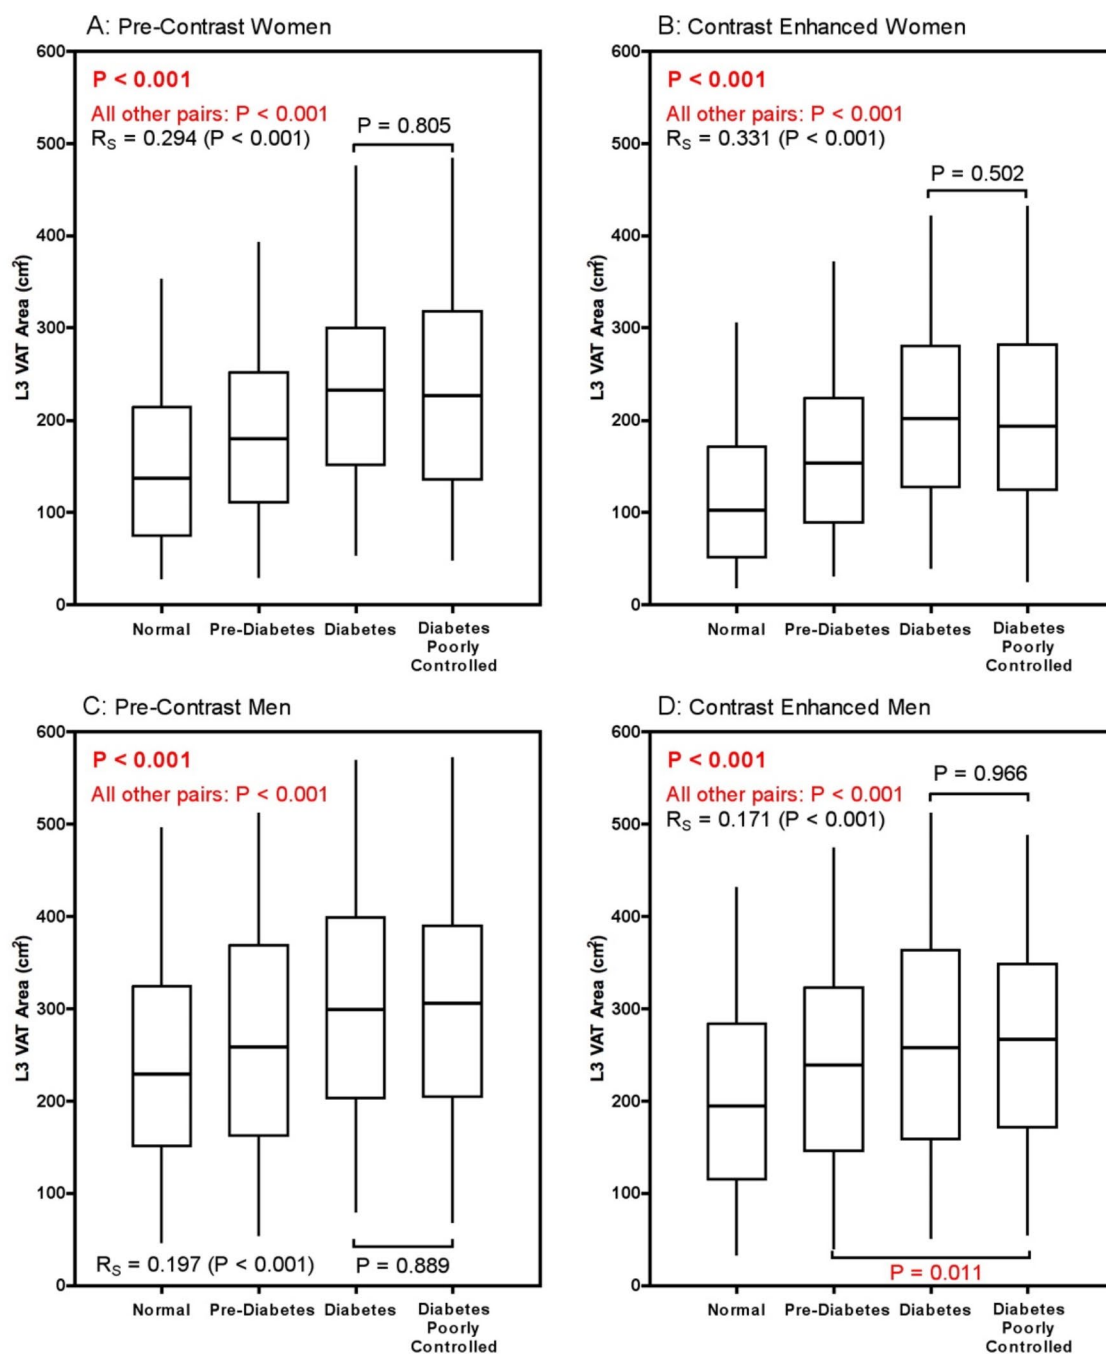 A: Pre-Contrast Women
P < 0.001
All other pairs: P < 0.001
R_S = 0.294 (P < 0.001)
P = 0.805
L3 VAT Area (cm²)
600
500
400
300
200
100
0
Normal
Pre-Diabetes
Diabetes
Diabetes
Poorly
Controlled
B: Contrast Enhanced Women
P < 0.001
All other pairs: P < 0.001
R_S = 0.331 (P < 0.001)
P = 0.502
L3 VAT Area (cm²)
600
500
400
300
200
100
0
Normal
Pre-Diabetes
Diabetes
Diabetes
Poorly
Controlled
C: Pre-Contrast Men
P < 0.001
All other pairs: P < 0.001
L3 VAT Area (cm²)
600
500
400
300
200
100
0
R_S = 0.197 (P < 0.001)
P = 0.889
Normal
Pre-Diabetes
Diabetes
Diabetes
Poorly
Controlled
D: Contrast Enhanced Men
P < 0.001
P = 0.966
All other pairs: P < 0.001
R_S = 0.171 (P < 0.001)
L3 VAT Area (cm²)
600
500
400
300
200
100
0
P = 0.011
Normal
Pre-Diabetes
Diabetes
Diabetes
Poorly
Controlled